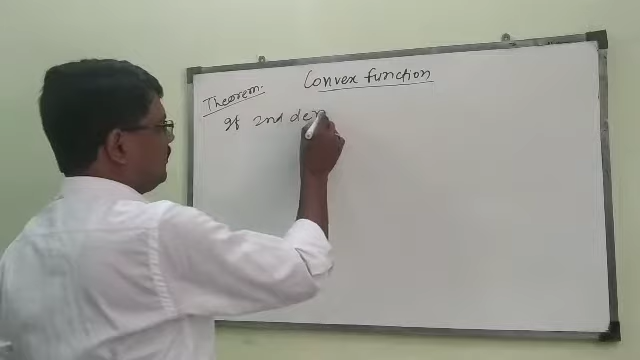 Convex function
Theorem.
If 2nd der